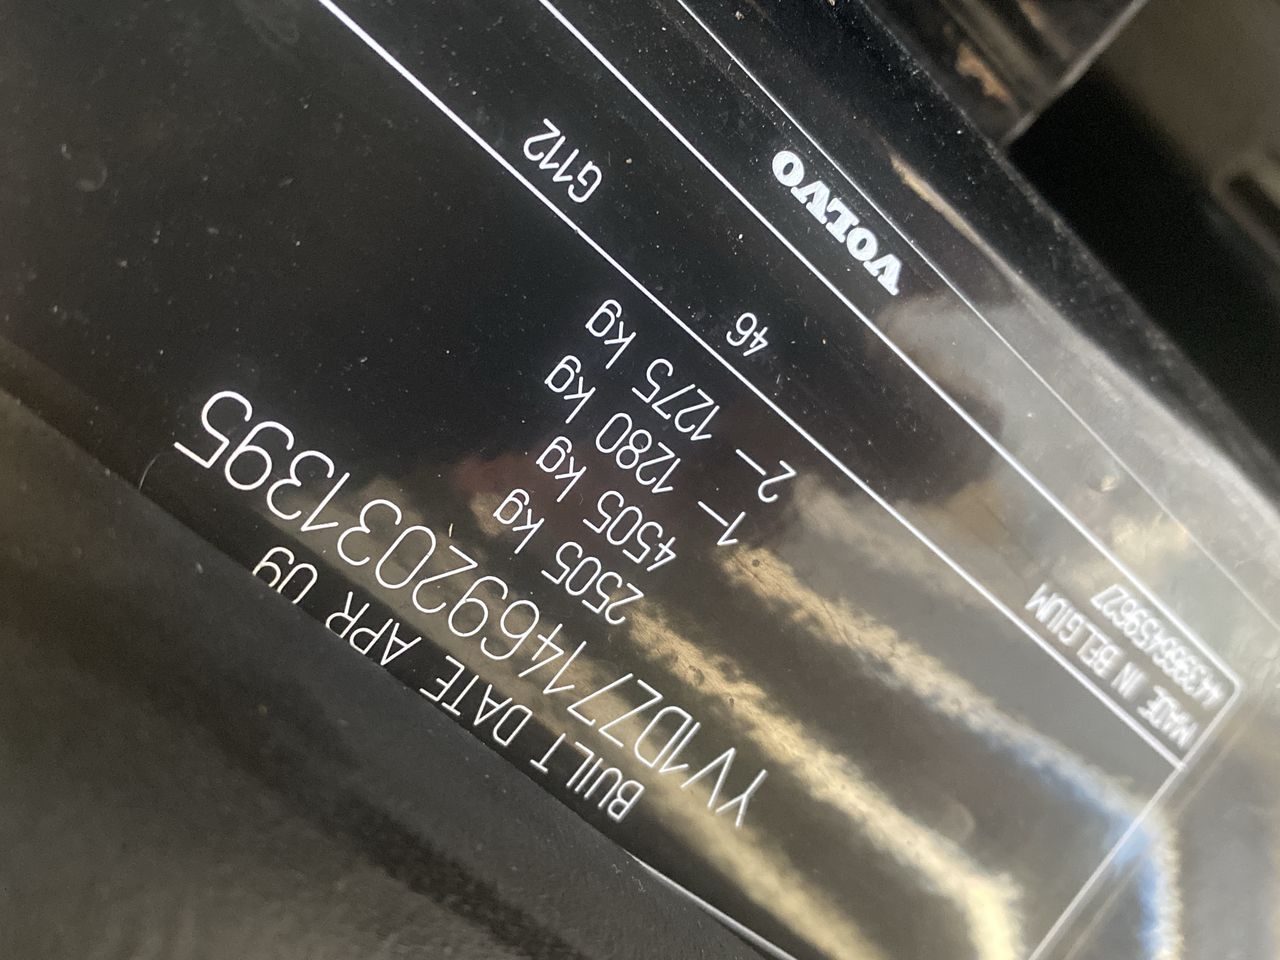 BUILT DATE APR 09
YV1DZ714692031395
2505 kg
4505 kg
1– 1280 kg
2– 1275 kg
MADE IN BELGIUM 46 G112
VOLVO